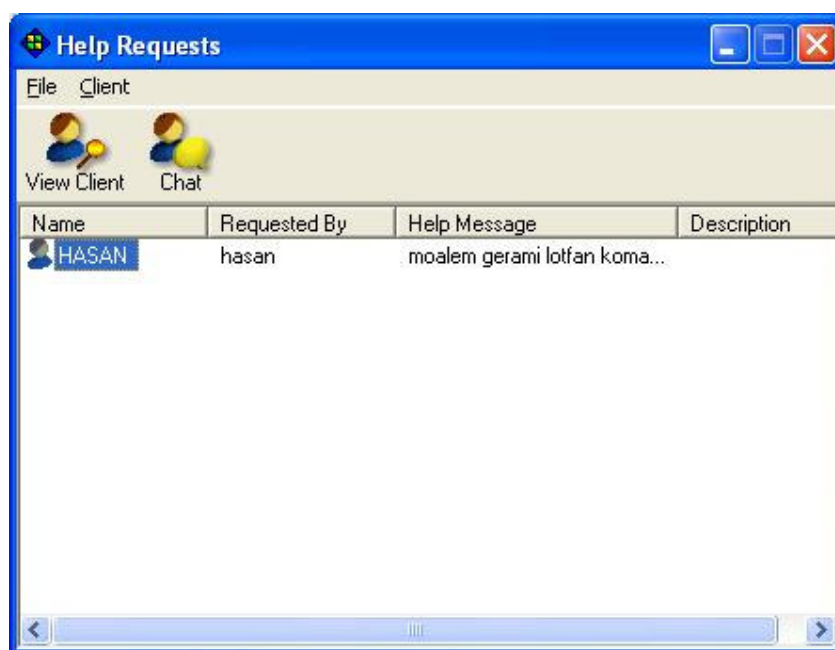 Help Requests
File Client
View Client Chat
Name Requested By Help Message Description
HASAN hasan moalem gerami lotfan koma...